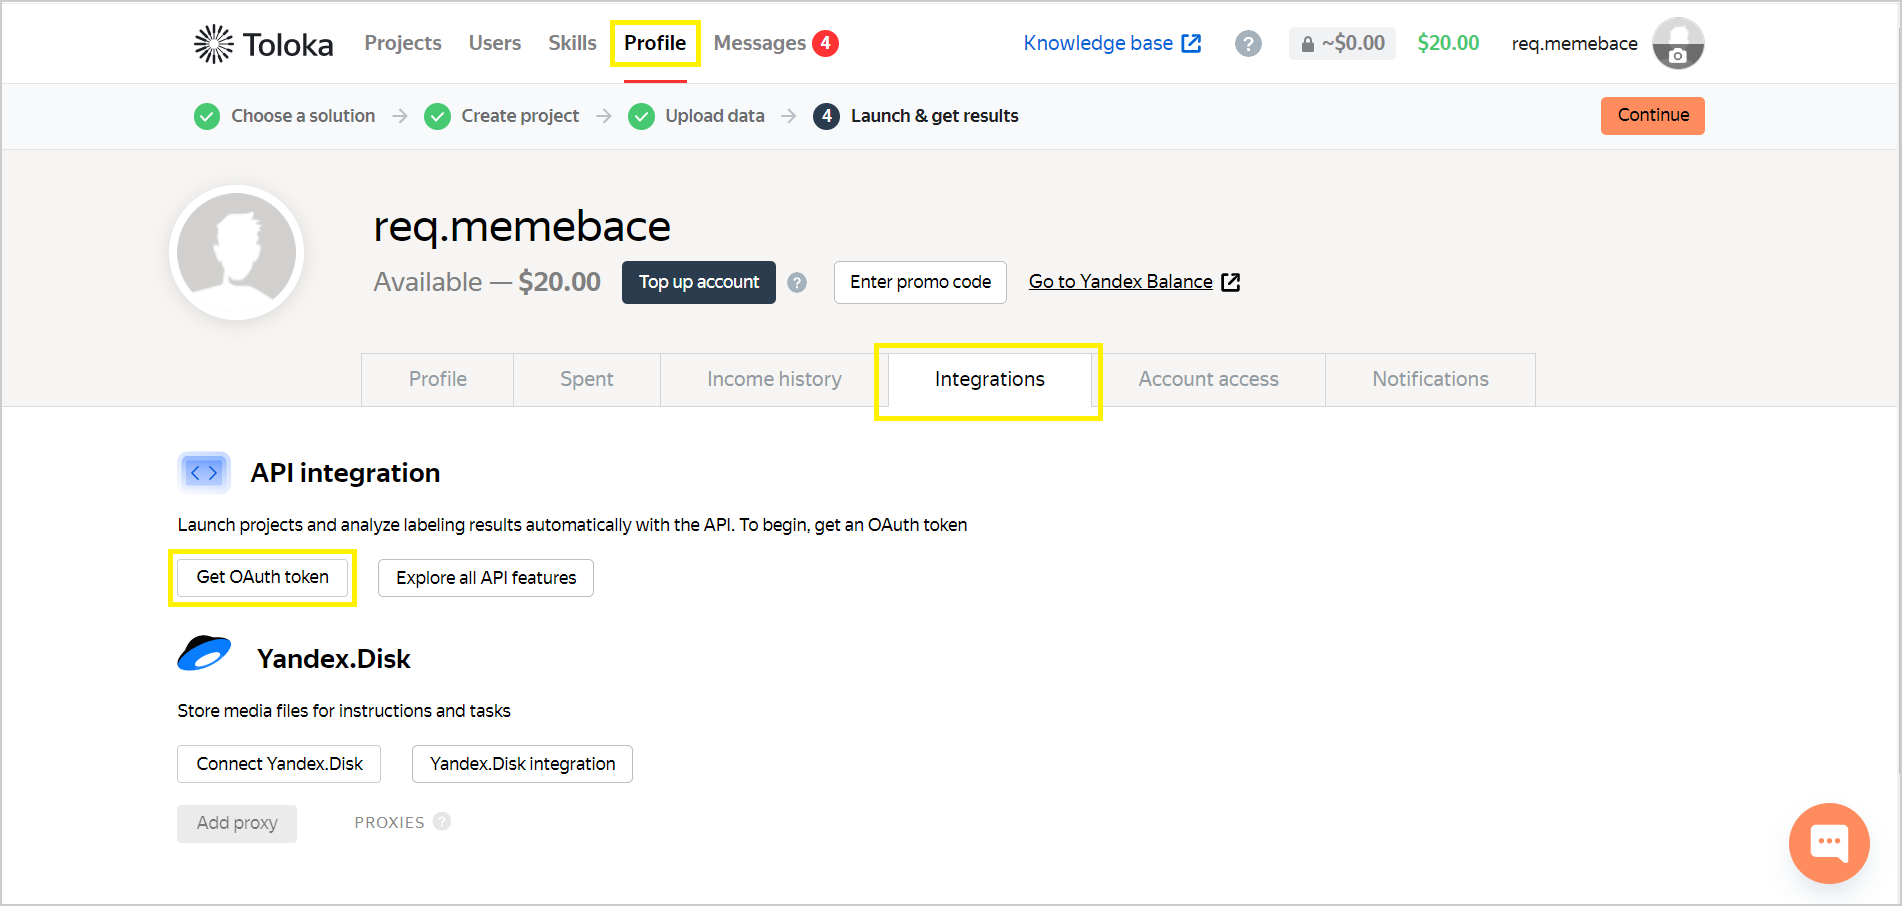 Toloka Projects Users Skills Profile Messages 4 Knowledge base ? ~$0.00 $20.00 req.memebace
Choose a solution → Create project → Upload data → 4 Launch & get results Continue
req.memebace
Available — $20.00 Top up account ? Enter promo code Go to Yandex Balance
Profile Spent Income history Integrations Account access Notifications
<> API integration
Launch projects and analyze labeling results automatically with the API. To begin, get an OAuth token
Get OAuth token Explore all API features
Yandex.Disk
Store media files for instructions and tasks
Connect Yandex.Disk Yandex.Disk integration
Add proxy PROXIES ?